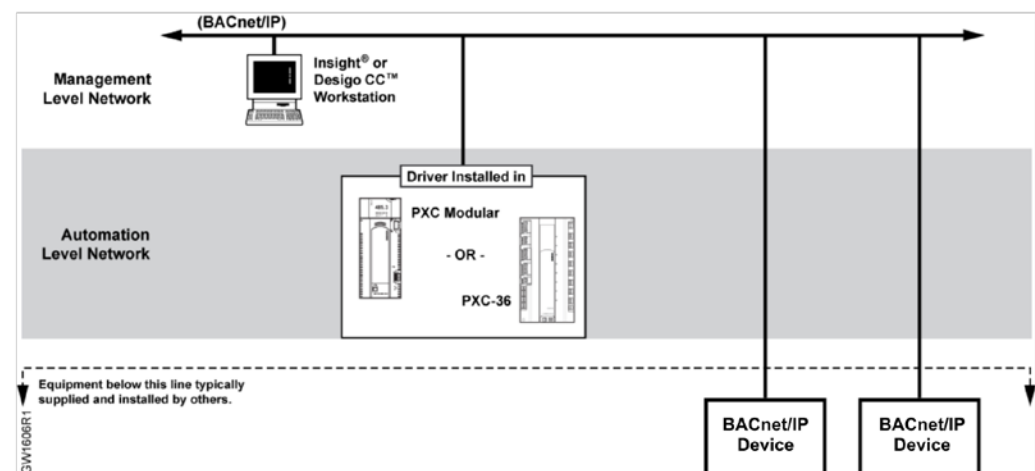 (BACnet/IP)
Management
Level Network
Insight® or
Desigo CC™
Workstation
Driver Installed in
PXC Modular
- OR -
PXC-36
Automation
Level Network
Equipment below this line typically
supplied and installed by others.
GW1606R1
BACnet/IP
Device
BACnet/IP
Device